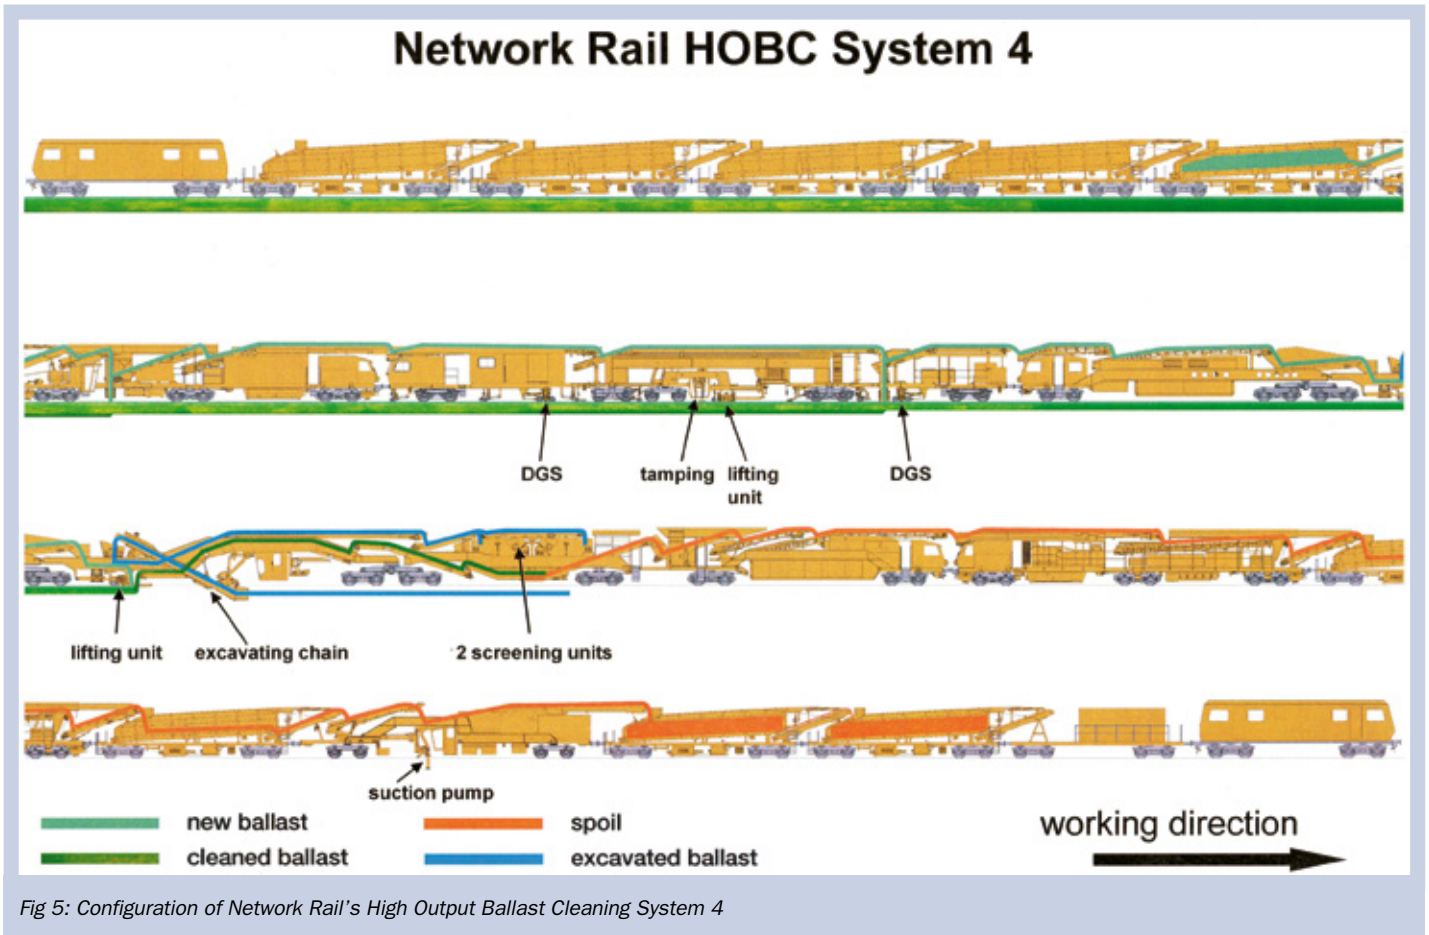 Network Rail HOBC System 4
DGS
tamping
lifting
unit
DGS
lifting unit
excavating chain
2 screening units
suction pump
new ballast
spoil
cleaned ballast
excavated ballast
working direction
Fig 5: Configuration of Network Rail's High Output Ballast Cleaning System 4